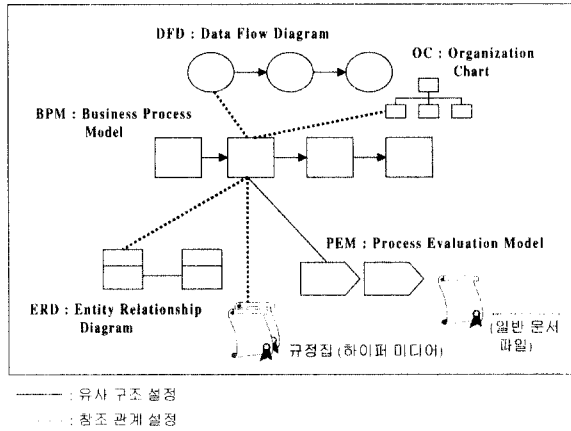 DFD : Data Flow Diagram
OC : Organization
Chart
BPM : Business Process
Model
PEM : Process Evaluation Model
ERD : Entity Relationship
Diagram
규정집 (하이퍼 미디어)
(일반 문서
파일)
——— : 유사 구조 설정
· · · · : 참조 관계 설정